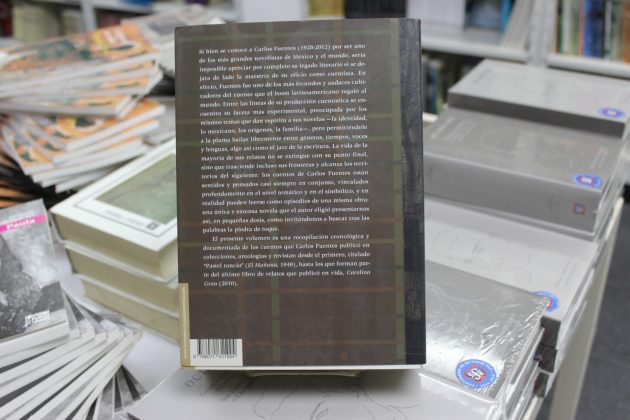 Si bien se conoce a Carlos Fuentes (1928-2012) por ser uno
de los más grandes novelistas de México y el mundo, sería
imposible apreciar por completo su legado literario si se de-
jara de lado la maestría de su oficio como cuentista. En
efecto, Fuentes fue uno de los más fecundos y audaces culti-
vadores del cuento que el boom latinoamericano regaló al
mundo. Entre las líneas de su producción cuentística se en-
cuentra su faceta más experimental, preocupada por los
mismos temas que dan espíritu a sus novelas —la identidad,
lo mexicano, los orígenes, la familia—, pero permitiéndole
a la pluma bailar libremente entre géneros, tiempos, voces
y lenguas, algo así como el jazz de la escritura. La vida de la
mayoría de sus relatos no se extingue con su punto final,
sino que trasciende incluso sus fronteras y alcanza los terri-
torios del siguiente: los cuentos de Carlos Fuentes están
sentidos y pensados casi siempre en conjunto, vinculados
profundamente en el nivel temático y en el simbólico, y en
realidad pueden leerse como episodios de una misma obra:
una única y extensa novela que el autor eligió presentarnos
así, en pequeñas dosis, como invitándonos a buscar tras las
palabras la piedra de toque.
El presente volumen es una recopilación cronológica y
documentada de los cuentos que Carlos Fuentes publicó en
colecciones, antologías y revistas: desde el primero, titulado
"Pastel rancio" (El Mañana, 1949), hasta los que forman par-
te del último libro de relatos que publicó en vida, Carolina
Grau (2010).
Paula